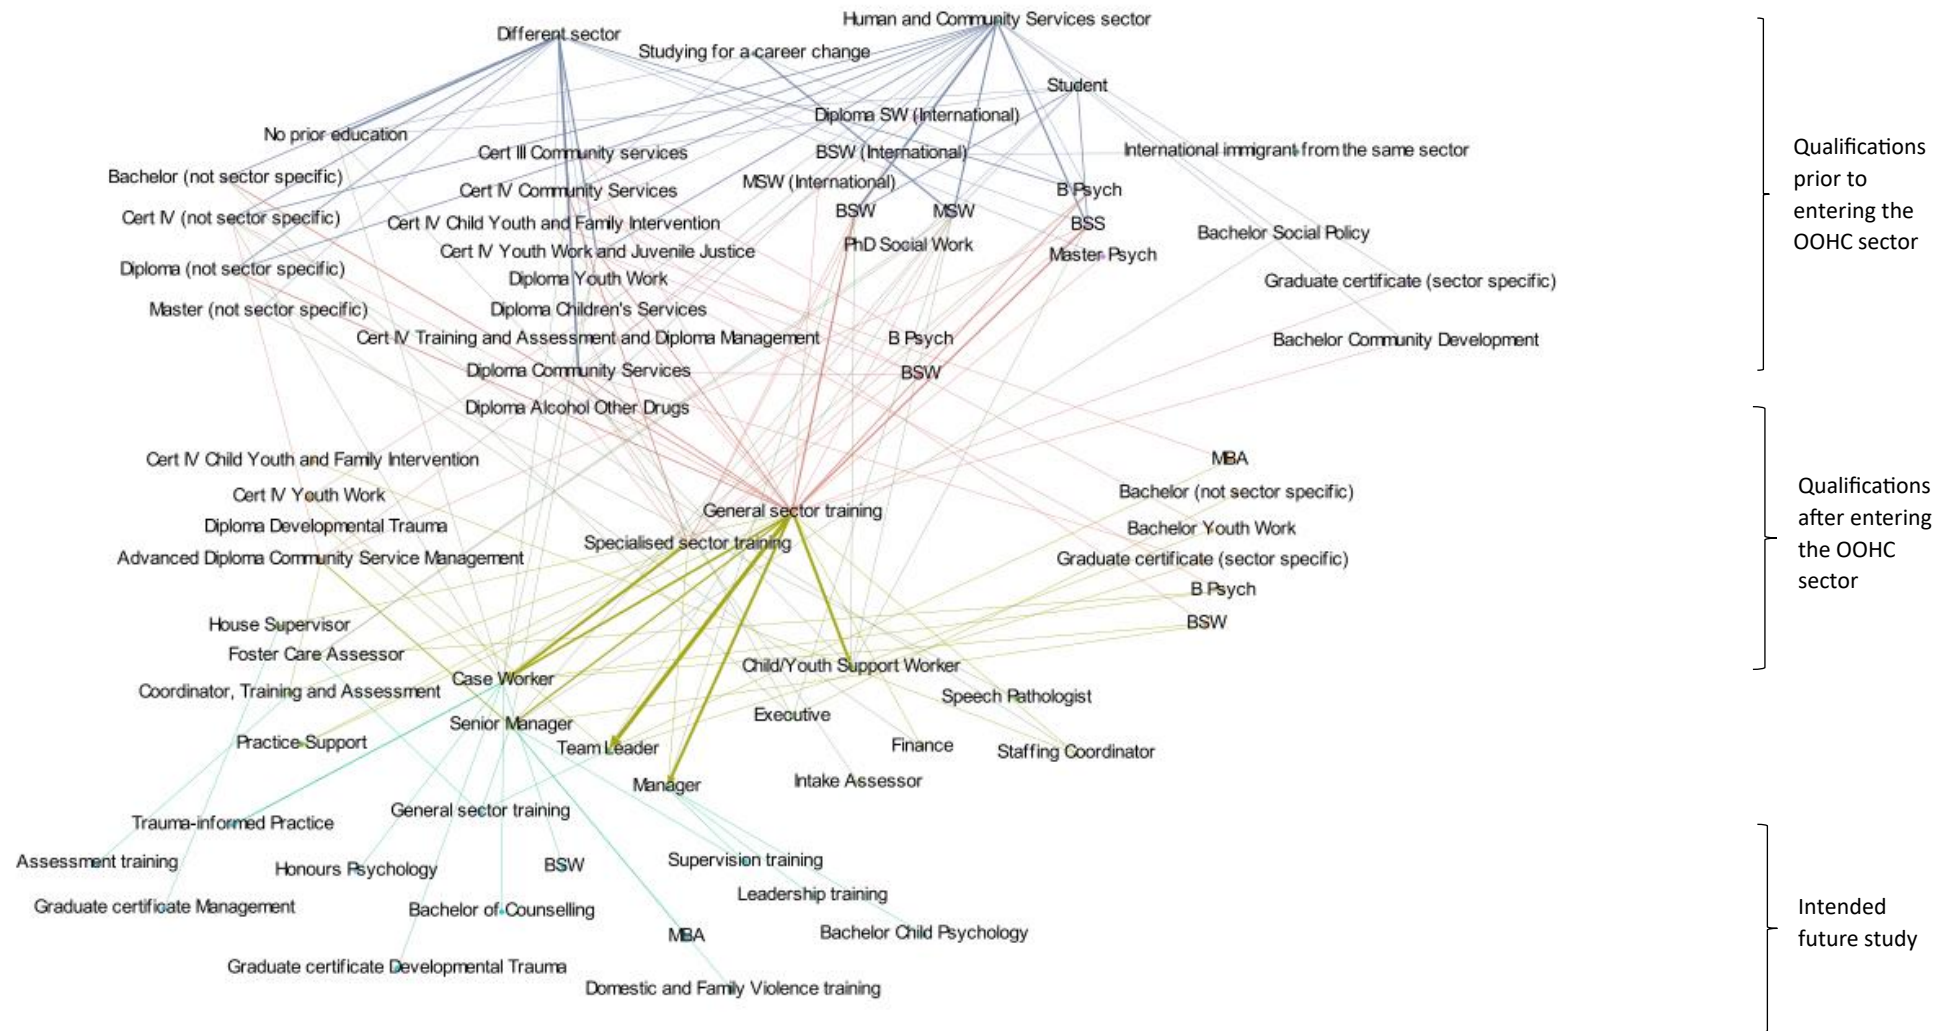 Human and Community Services sector
Different sector
Studying for a career change
Student
Diploma SW (International)
No prior education
Cert III Community services
BSW (International)
International immigrant from the same sector
Bachelor (not sector specific)
MSW (International)
Cert IV Community Services
B Psych
Cert IV (not sector specific)
Cert IV Child Youth and Family Intervention
BSW
MSW
BSS
Bachelor Social Policy
PhD Social Work
Cert IV Youth Work and Juvenile Justice
Master Psych
Diploma (not sector specific)
Diploma Youth Work
Graduate certificate (sector specific)
Master (not sector specific)
Diploma Children's Services
Cert IV Training and Assessment and Diploma Management
B Psych
Bachelor Community Development
Diploma Community Services
BSW
Diploma Alcohol Other Drugs
Qualifications
prior to
entering the
OOHC sector
Cert IV Child Youth and Family Intervention
MBA
Cert IV Youth Work
Bachelor (not sector specific)
General sector training
Diploma Developmental Trauma
Bachelor Youth Work
Specialised sector training
Advanced Diploma Community Service Management
Graduate certificate (sector specific)
B Psych
BSW
Qualifications
after entering
the OOHC
sector
House Supervisor
Foster Care Assessor
Child/Youth Support Worker
Case Worker
Coordinator, Training and Assessment
Speech Pathologist
Executive
Senior Manager
Practice Support
Team Leader
Finance
Staffing Coordinator
Manager
Intake Assessor
General sector training
Trauma-informed Practice
Assessment training
Honours Psychology
BSW
Supervision training
Leadership training
Graduate certificate Management
Bachelor of Counselling
MBA
Bachelor Child Psychology
Graduate certificate Developmental Trauma
Domestic and Family Violence training
Intended
future study